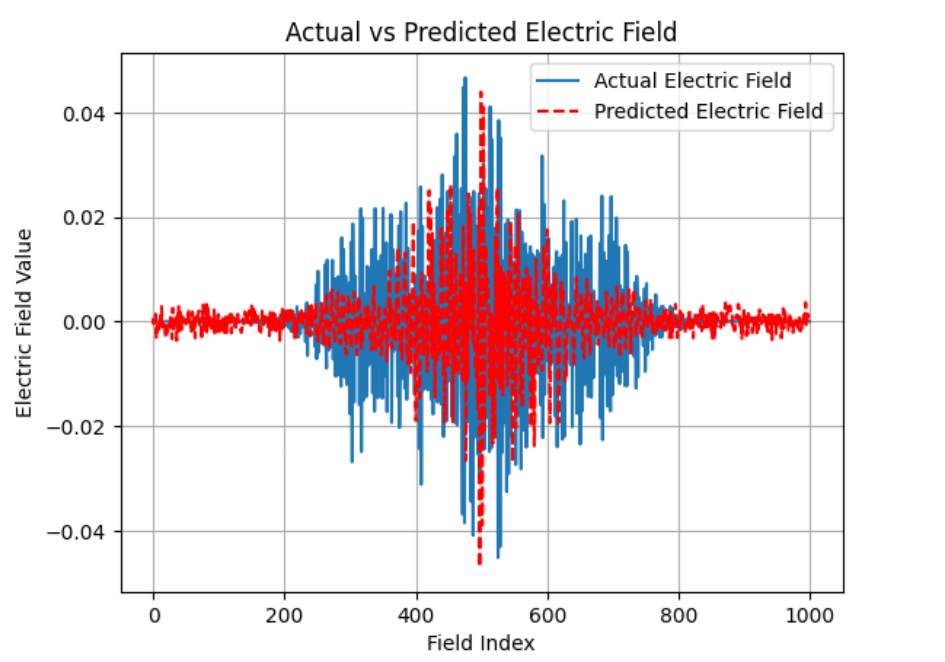 Actual vs Predicted Electric Field
Actual Electric Field
Predicted Electric Field
Electric Field Value
0.04
0.02
0.00
−0.02
−0.04
0 200 400 600 800 1000
Field Index